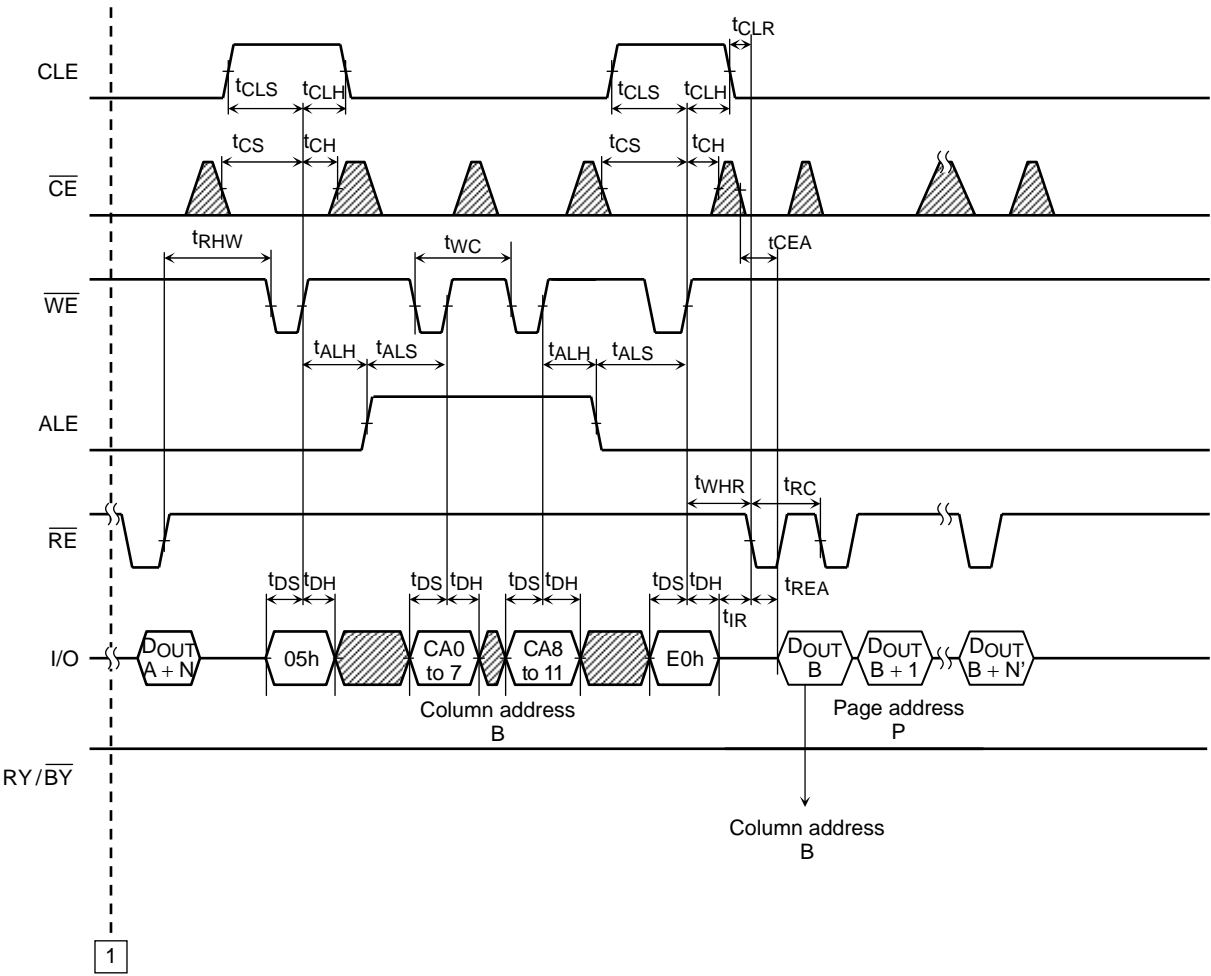 tCLR
CLE
tCLS tCLH tCLS tCLH
tCS tCH tCS tCH
CE
tRHW tWC tCEA
WE
tALH tALS tALH tALS
ALE
tWHR tRC
RE
tDS tDH tDS tDH tDS tDH tDS tDH tREA
tIR
I/O
DOUT A + N
05h
CA0 to 7
CA8 to 11
E0h
DOUT B
DOUT B + 1
DOUT B + N'
Column address
B
Page address
P
RY/BY
Column address
B
1